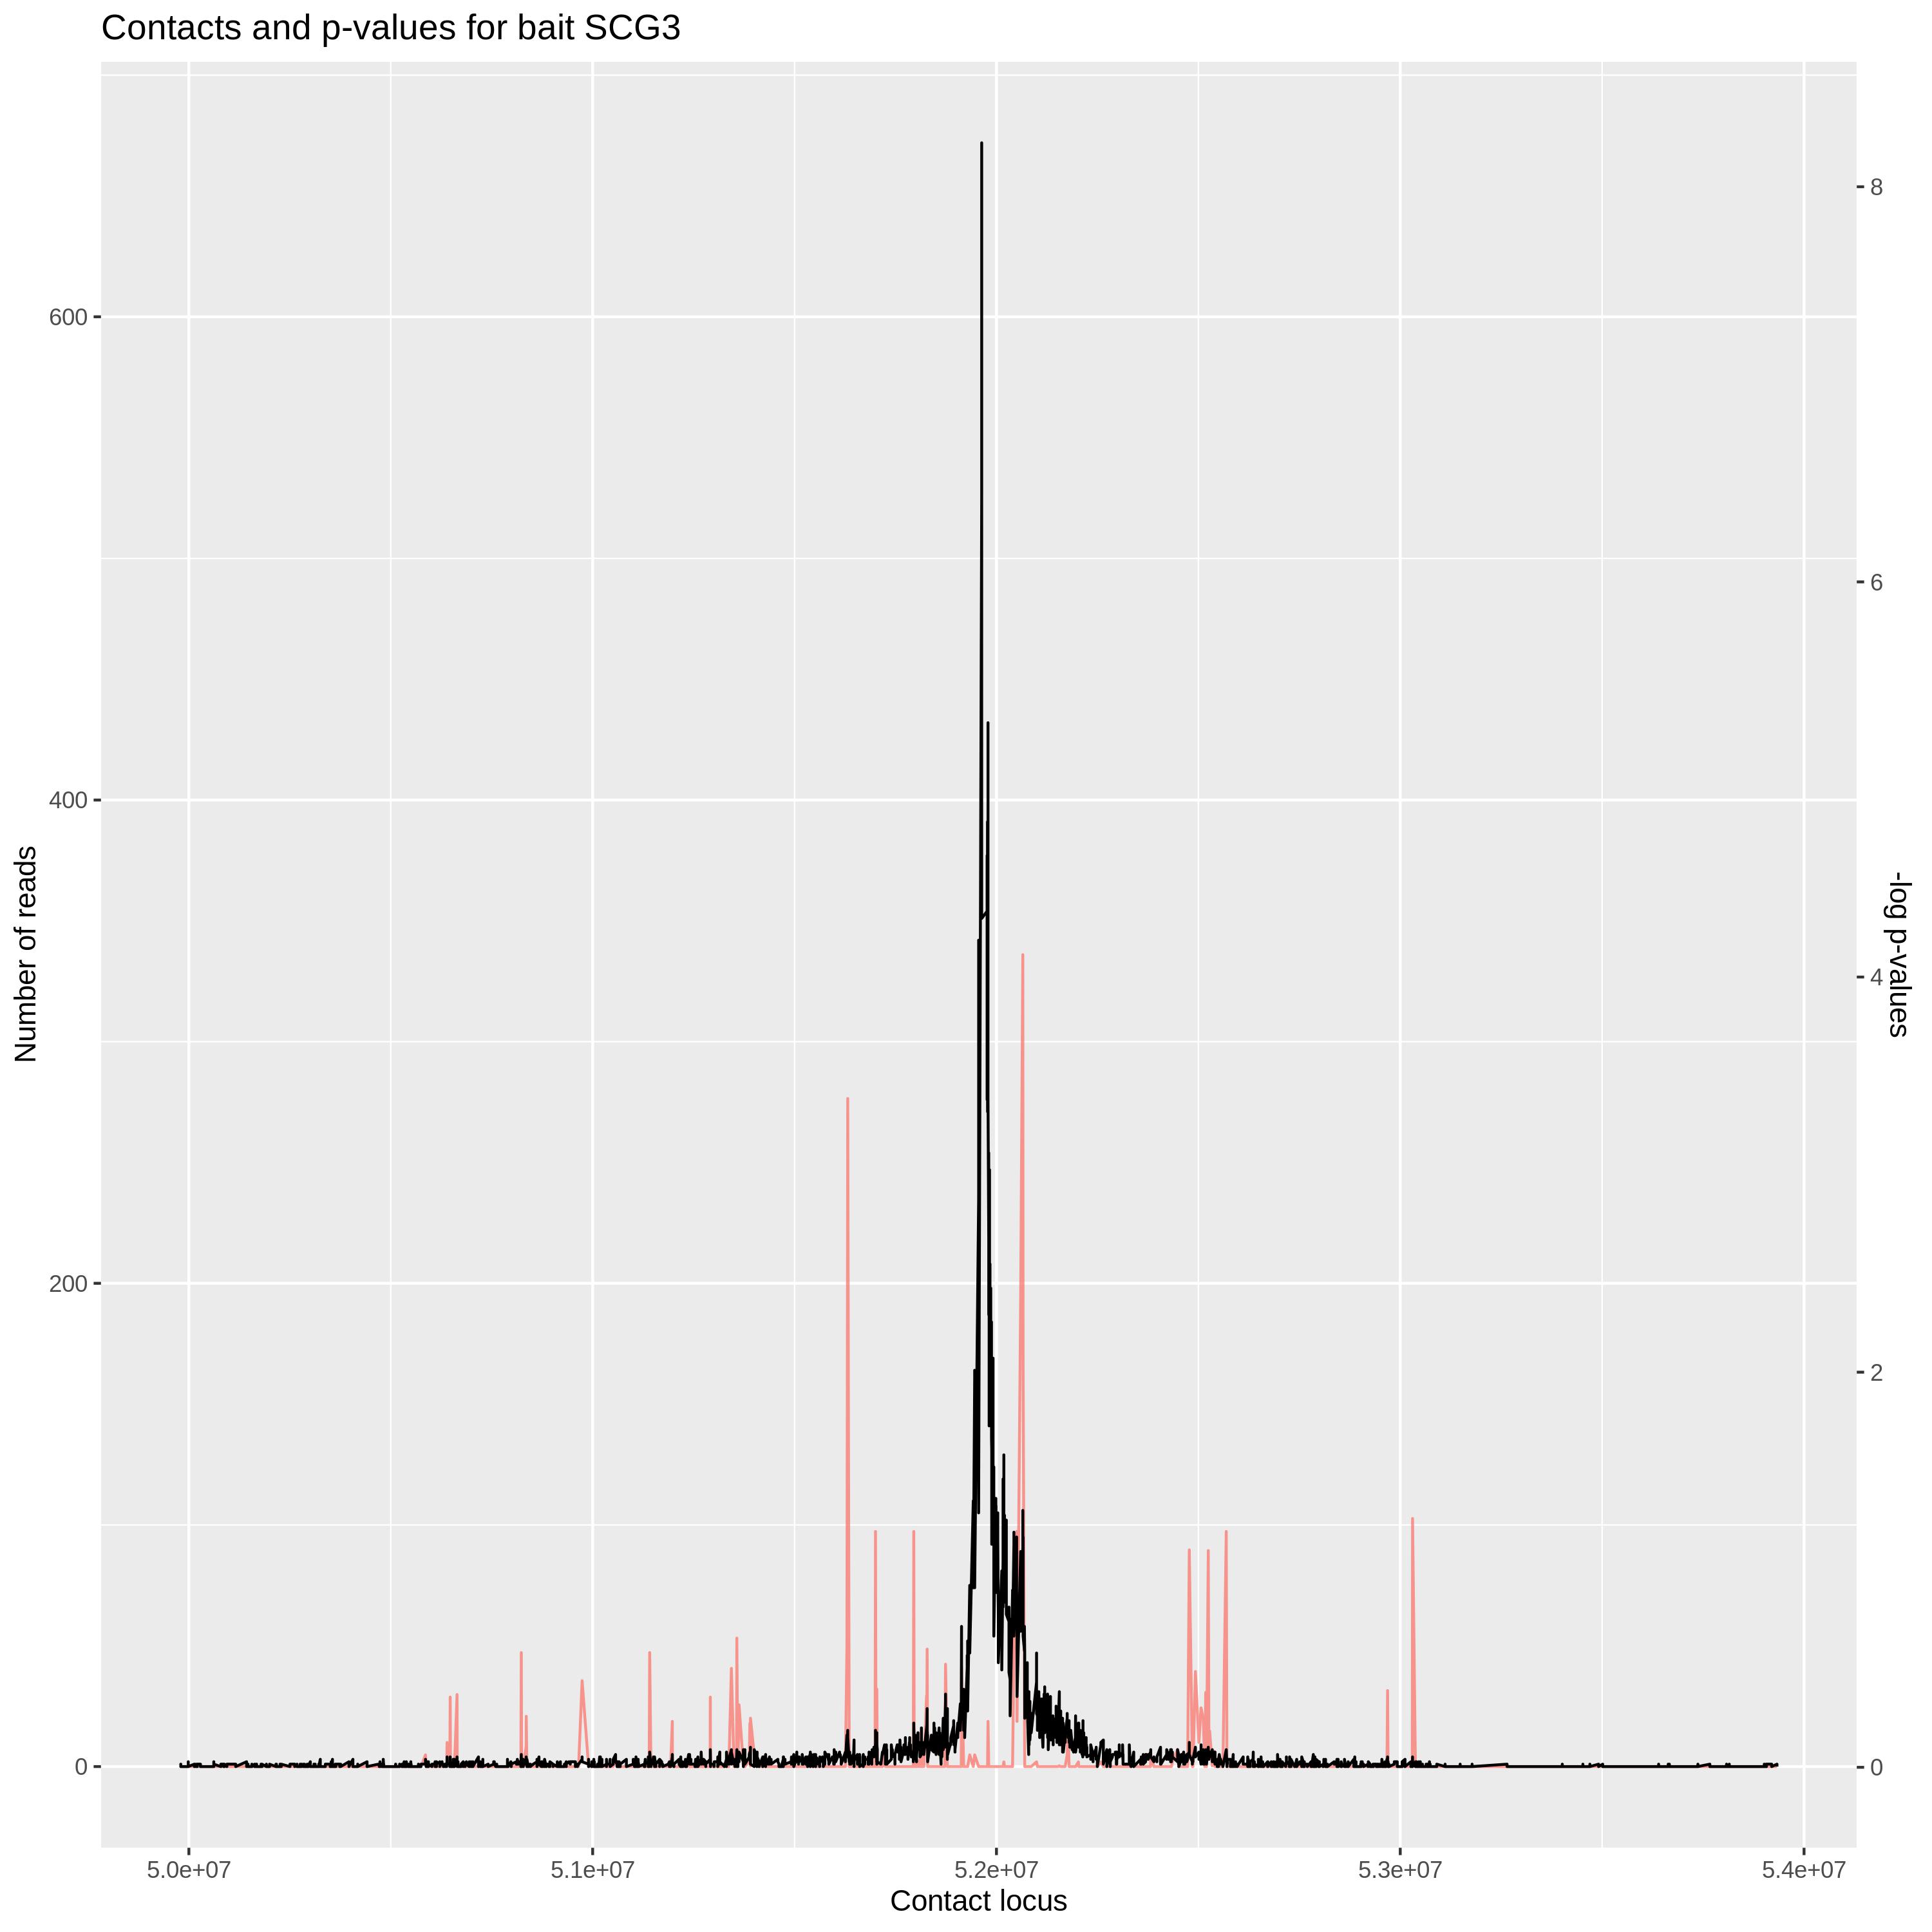 Contacts and p-values for bait SCG3
Number of reads
600
400
200
0
8
6
4
2
0
-log p-values
5.0e+07
5.1e+07
5.2e+07
5.3e+07
5.4e+07
Contact locus